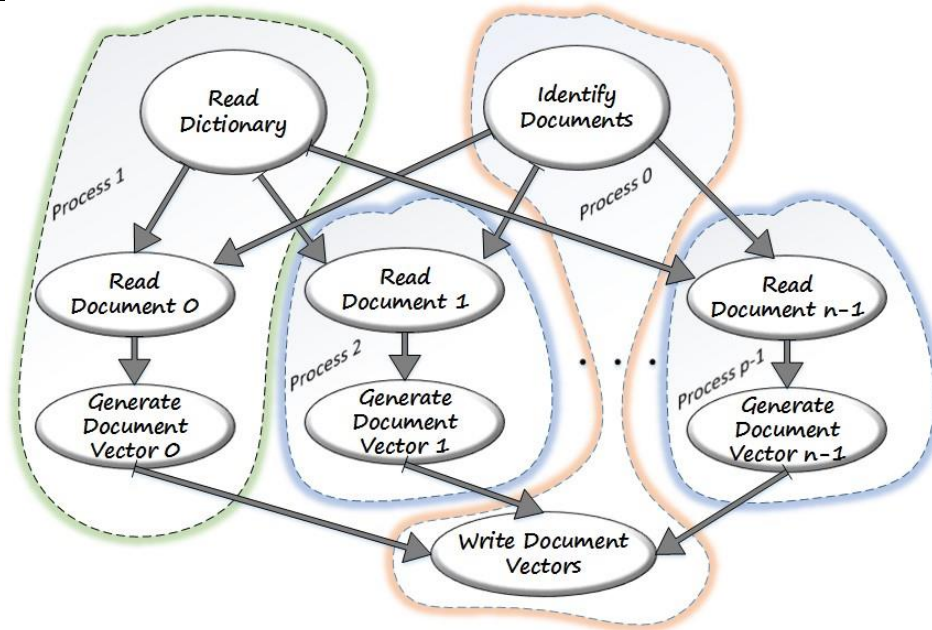 Read
Dictionary
Identify
Documents
Process 1
Process 0
Read
Document 0
Read
Document 1
Read
Document n-1
Process 2
. . .
Process p-1
Generate
Document
Vector 0
Generate
Document
Vector 1
Generate
Document
Vector n-1
Write Document
Vectors